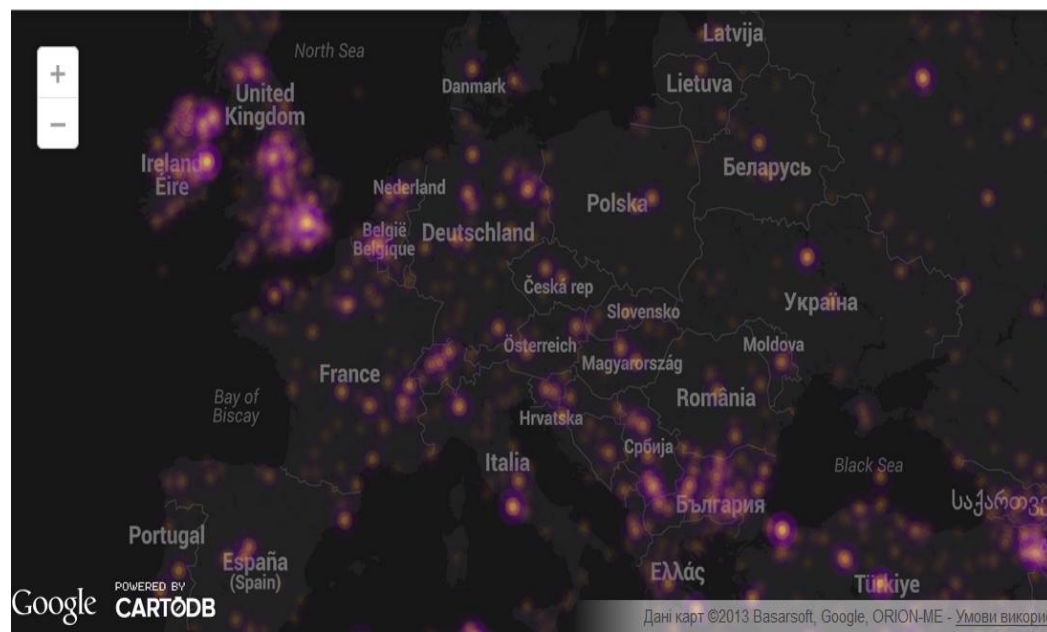 Latvija
North Sea
+
Danmark
Lietuva
United
Kingdom
−
Беларусь
Ireland
Éire
Nederland
Polska
België
Belgique
Deutschland
Česká rep
Україна
Slovensko
Österreich
Moldova
Magyarország
France
Bay of
Biscay
România
Hrvatska
Србија
Italia
Black Sea
България
საქართვე
Portugal
España
(Spain)
Ελλάς
Türkiye
Google
POWERED BY
CARTODB
Дані карт ©2013 Basarsoft, Google, ORION-ME - Умови викорис